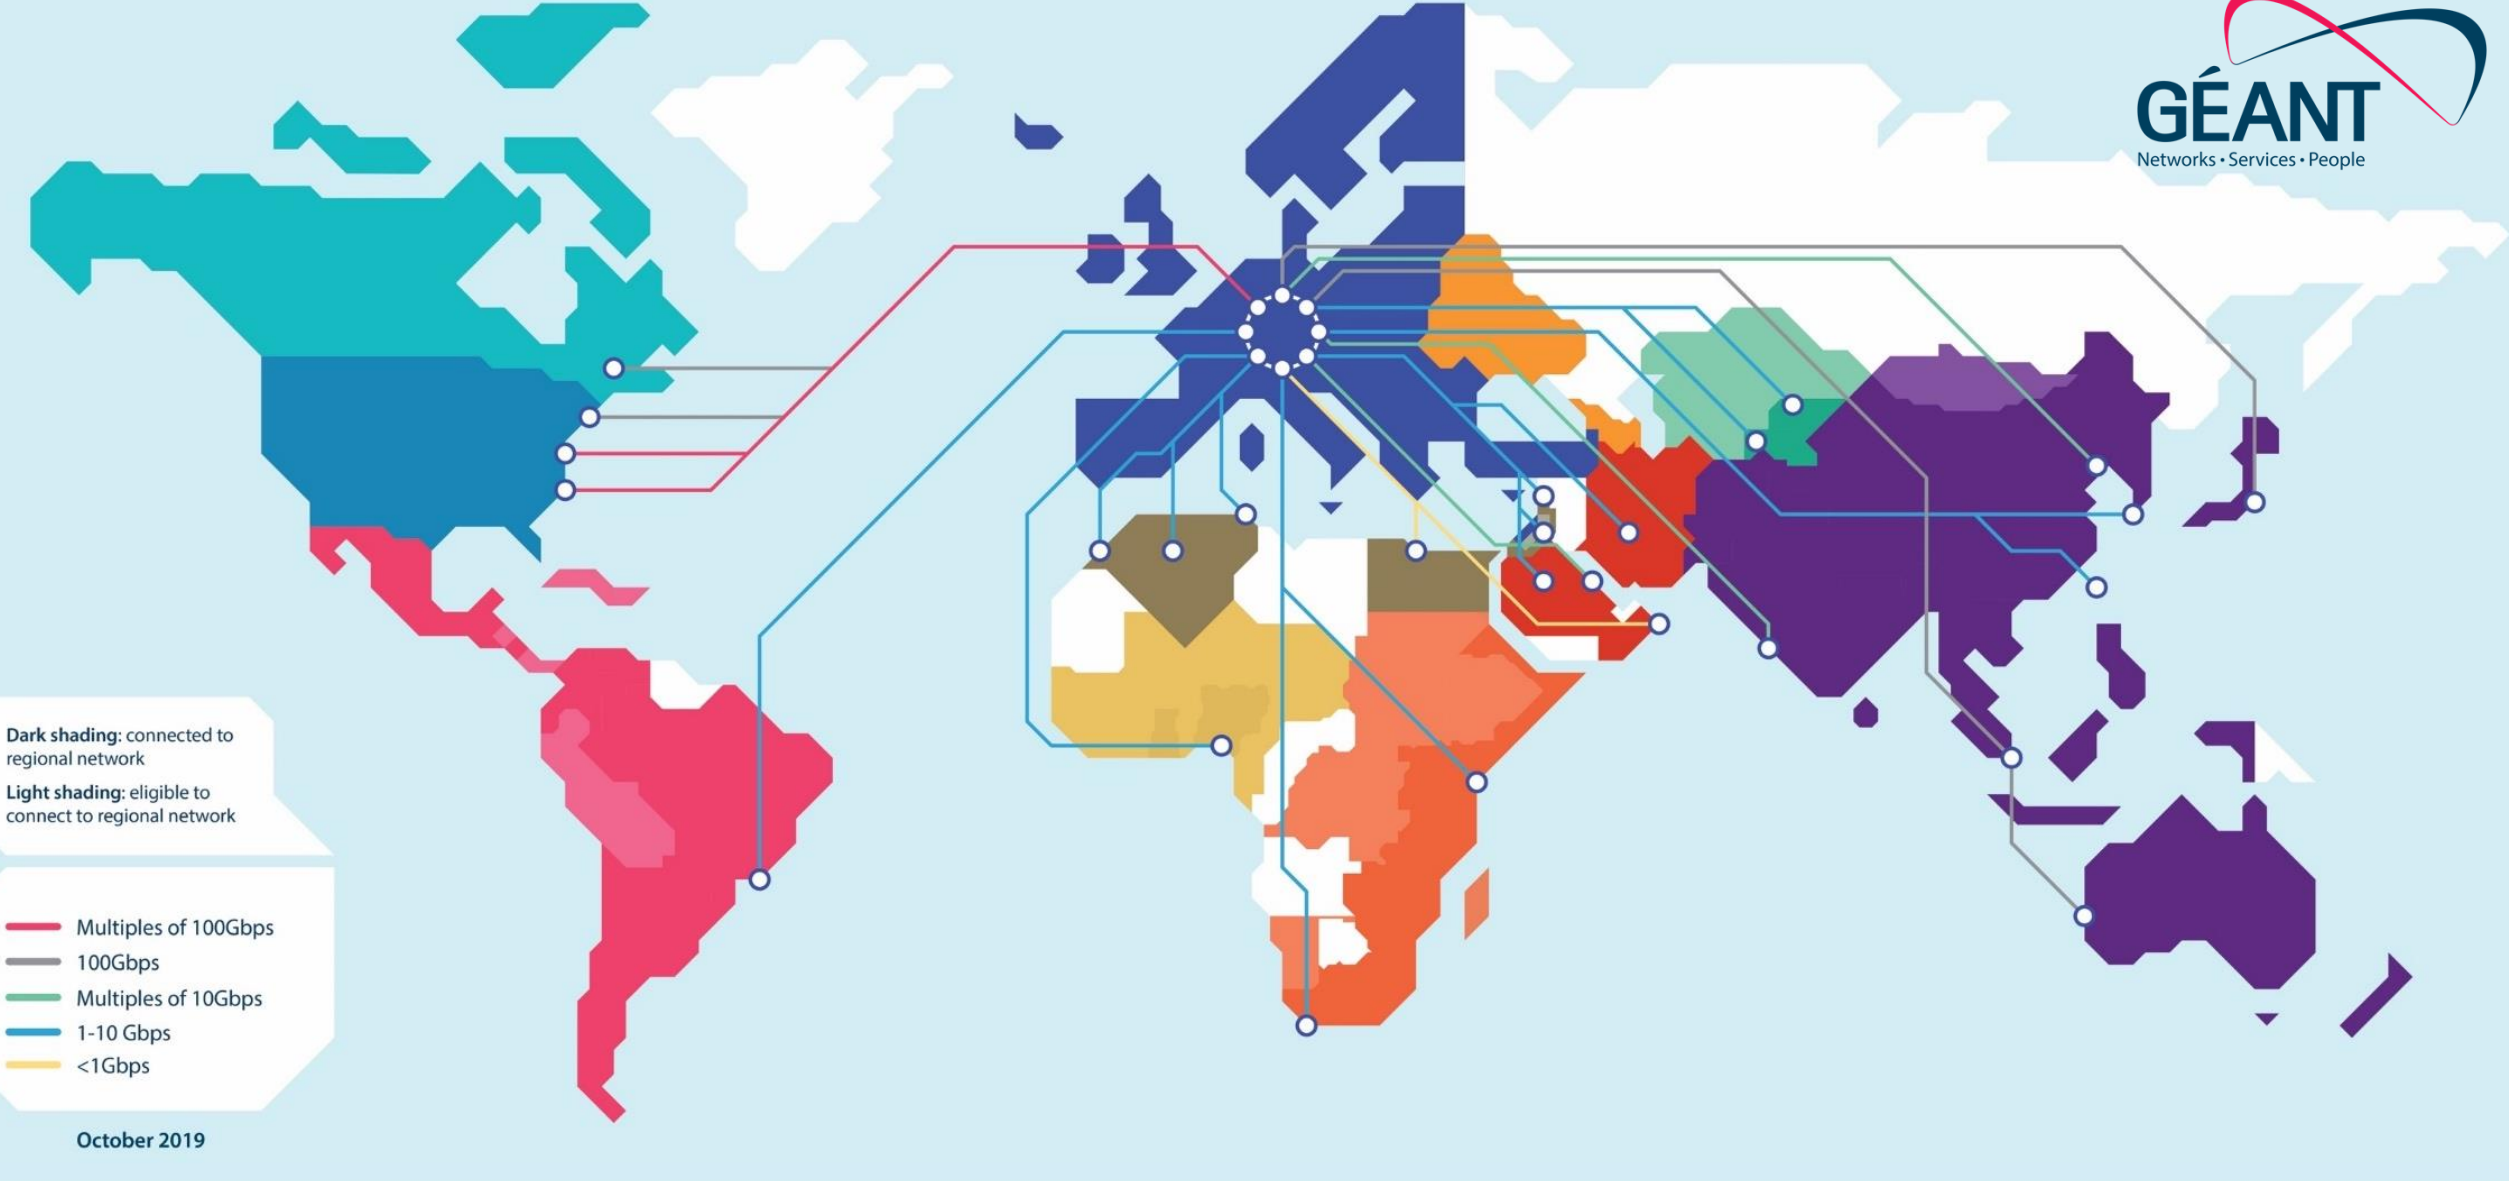 GÉANT
Networks • Services • People
Dark shading: connected to
regional network
Light shading: eligible to
connect to regional network
Multiples of 100Gbps
100Gbps
Multiples of 10Gbps
1-10 Gbps
<1Gbps
October 2019